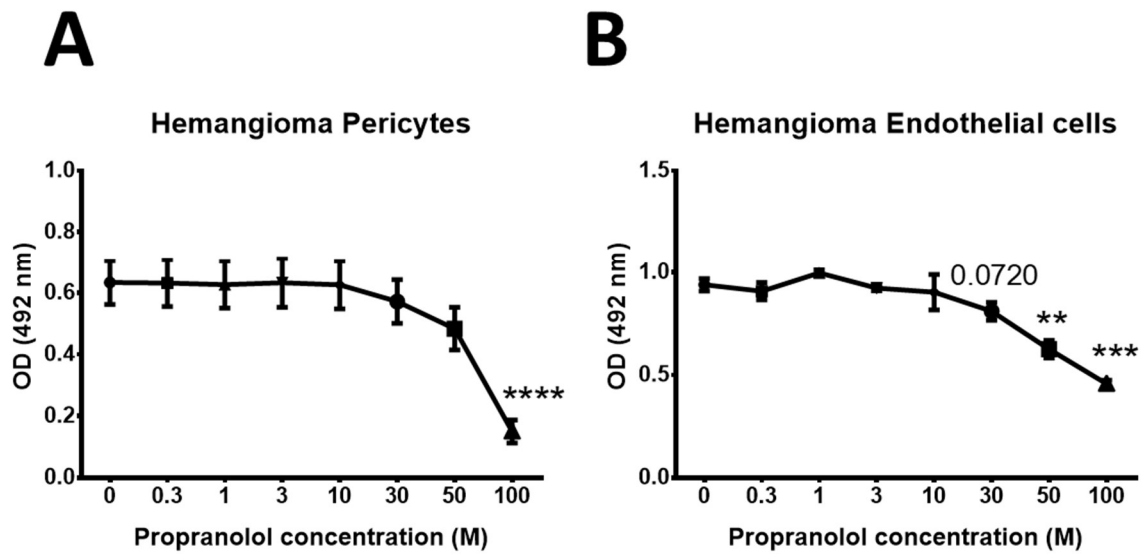 A
Hemangioma Pericytes
OD (492 nm)
1.0
0.8
0.6
0.4
0.2
0.0
****
0 0.3 1 3 10 30 50 100
Propranolol concentration (M)
B
Hemangioma Endothelial cells
OD (492 nm)
1.5
1.0
0.5
0.0
0.0720
**
***
0 0.3 1 3 10 30 50 100
Propranolol concentration (M)